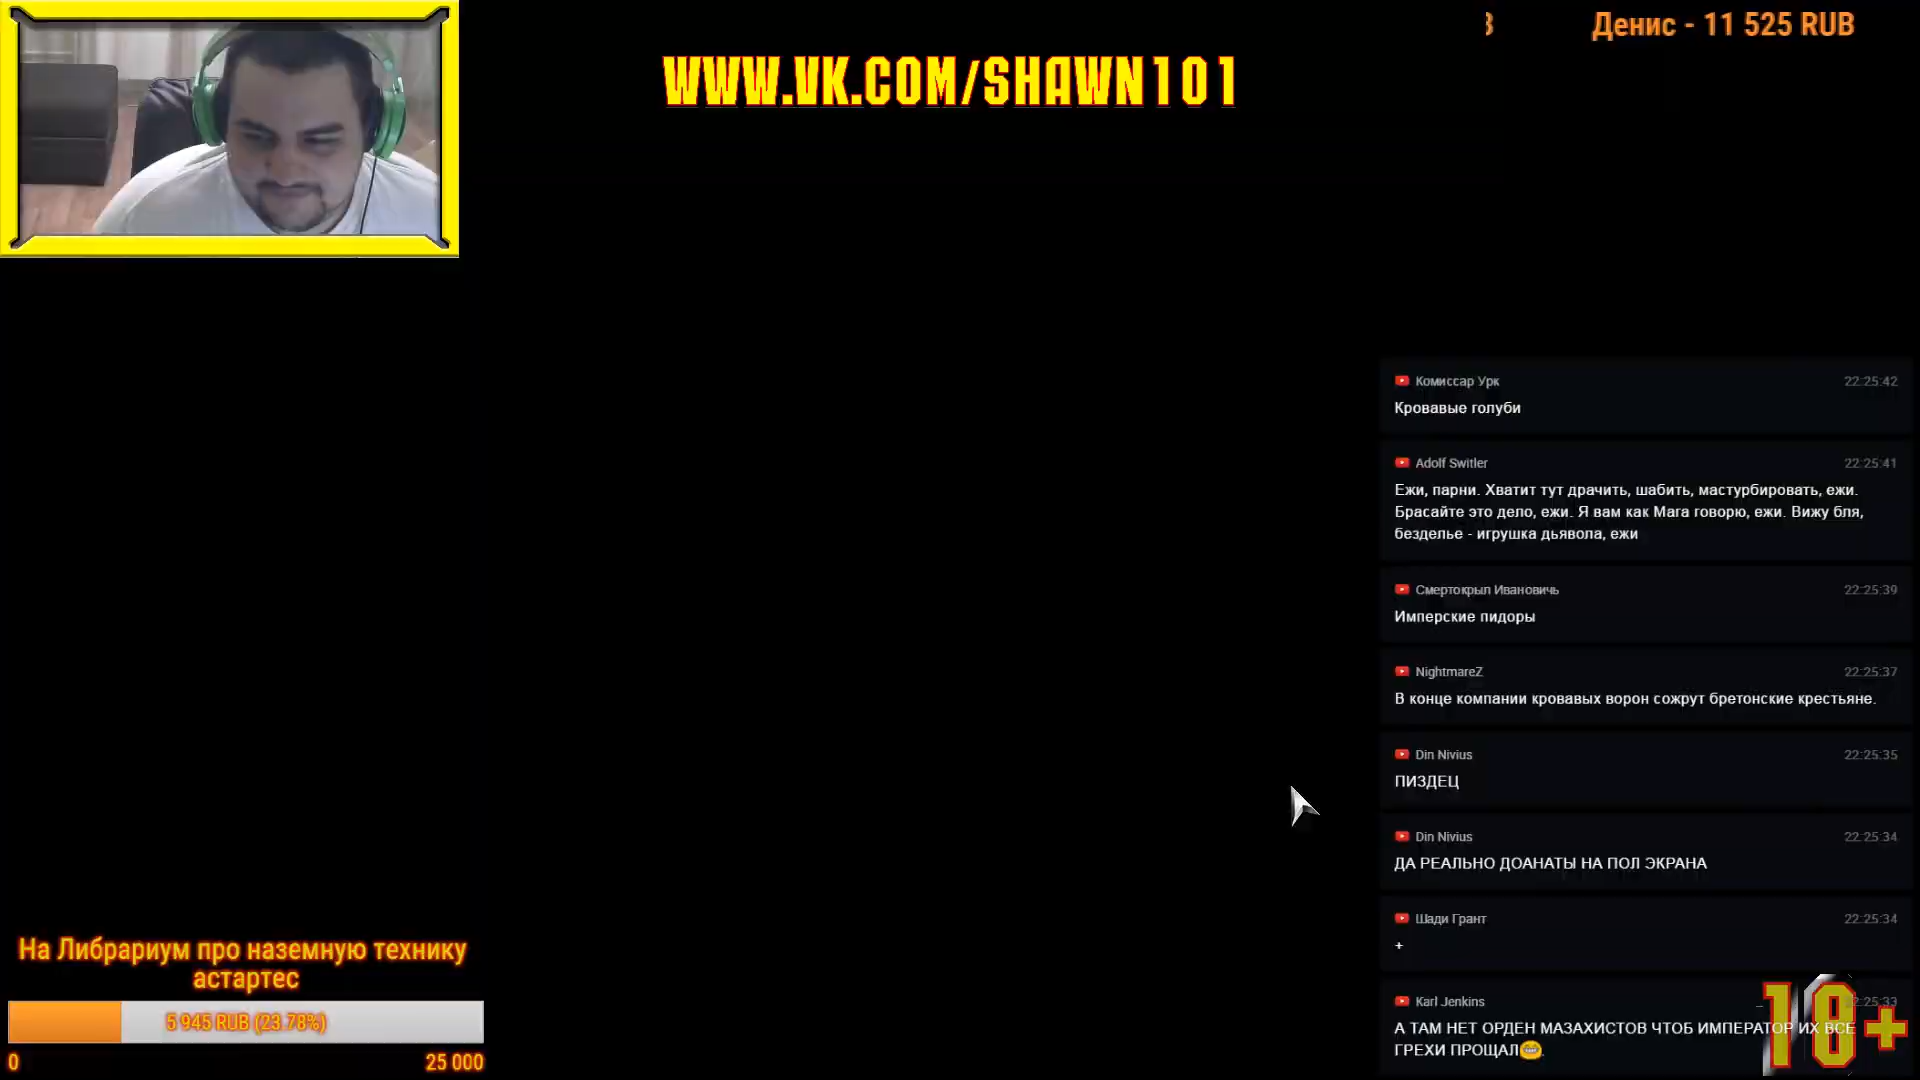 Денис - 11 525 RUB
WWW.VK.COM/SHAWN101
Комиссар Урк 22:25:42
Кровавые голуби
Adolf Switler 22:25:41
Ежи, парни. Хватит тут драчить, шабить, мастурбировать, ежи.
Брасайте это дело, ежи. Я вам как Мага говорю, ежи. Вижу бля,
безделье - игрушка дьявола, ежи
Смертокрыл Ивановичь 22:25:39
Имперские пидоры
NightmareZ 22:25:37
В конце компании кровавых ворон сожрут бретонские крестьяне.
Din Nivius 22:25:35
ПИЗДЕЦ
Din Nivius 22:25:34
ДА РЕАЛЬНО ДОАНАТЫ НА ПОЛ ЭКРАНА
Шади Грант 22:25:34
+
Karl Jenkins 22:25:33
А ТАМ НЕТ ОРДЕН МАЗАХИСТОВ ЧТОБ ИМПЕРАТОР ИХ ВСЕ
ГРЕХИ ПРОЩАЛ
18+
На Либрариум про наземную технику
астартес
5 945 RUB (23.78%)
0 25 000